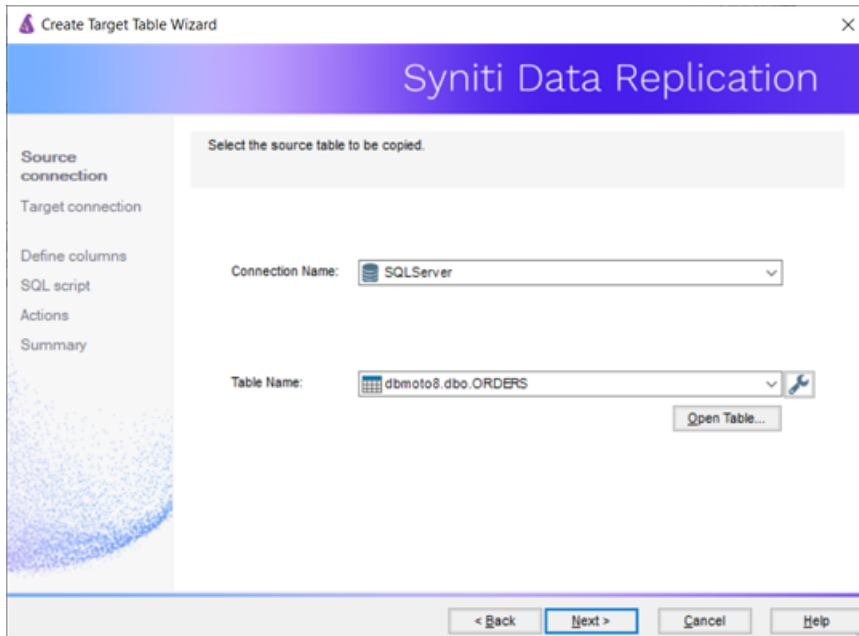 Create Target Table Wizard
Syniti Data Replication
Source
connection
Target connection
Define columns
SQL script
Actions
Summary
Select the source table to be copied.
Connection Name:
SQLServer
Table Name:
dbmoto8.dbo.ORDERS
Open Table...
< Back
Next >
Cancel
Help